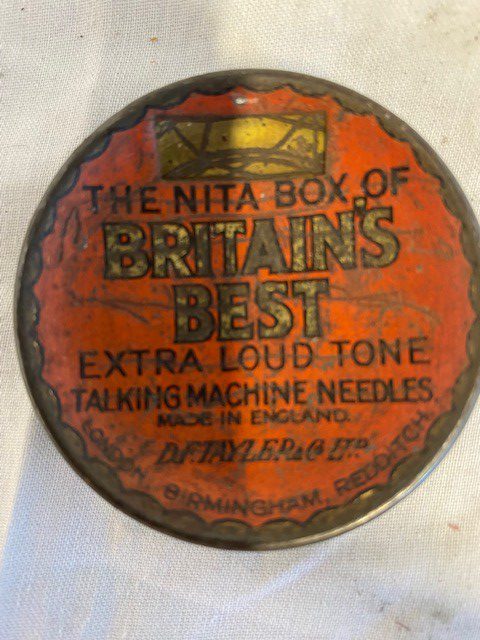 THE NITA BOX OF
BRITAIN'S
BEST
EXTRA LOUD TONE
TALKING MACHINE NEEDLES
MADE IN ENGLAND.
D.F. TAYLER & Co LTD
LONDON, BIRMINGHAM, REDDITCH.